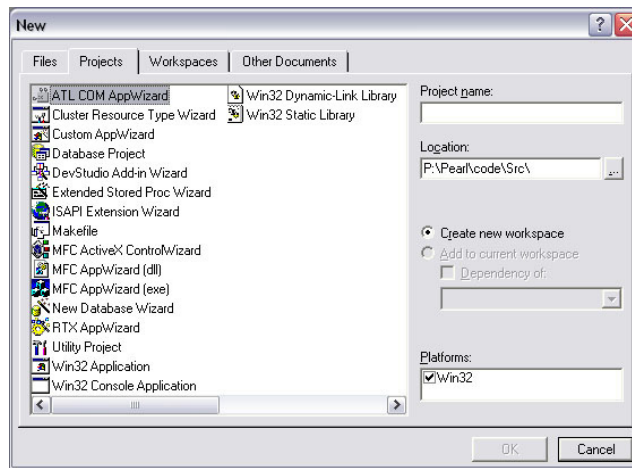 New
Files
Projects
Workspaces
Other Documents
ATL COM AppWizard
Cluster Resource Type Wizard
Custom AppWizard
Database Project
DevStudio Add-in Wizard
Extended Stored Proc Wizard
ISAPI Extension Wizard
Makefile
MFC ActiveX ControlWizard
MFC AppWizard (dll)
MFC AppWizard (exe)
New Database Wizard
RTX AppWizard
Utility Project
Win32 Application
Win32 Console Application
Win32 Dynamic-Link Library
Win32 Static Library
Project name:
Location:
P:\Pearl\code\Src\
...
Create new workspace
Add to current workspace
Dependency of:
Platforms:
Win32
OK
Cancel